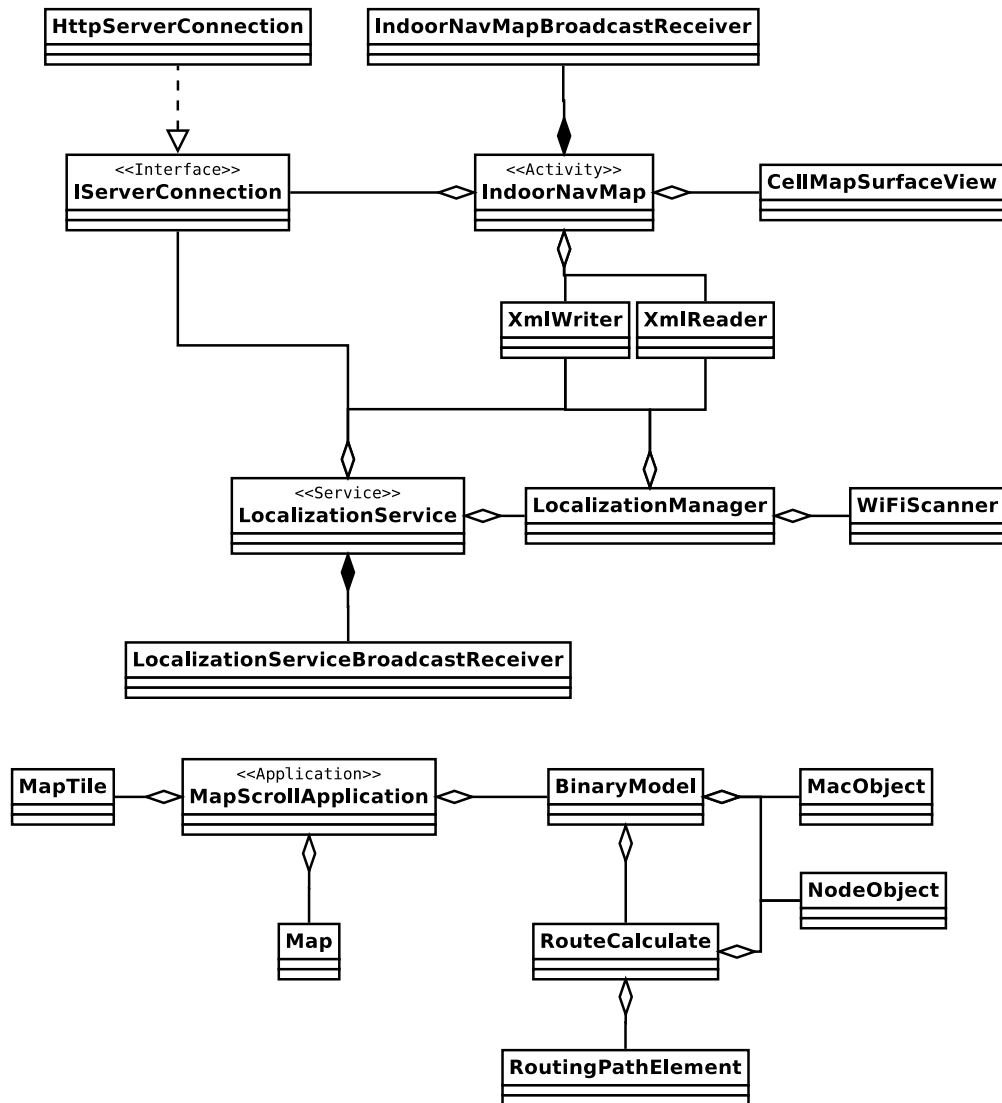 HttpServerConnection
IndoorNavMapBroadcastReceiver
<<Interface>>
IServerConnection
<<Activity>>
IndoorNavMap
CellMapSurfaceView
XmlWriter
XmlReader
<<Service>>
LocalizationService
LocalizationManager
WiFiScanner
LocalizationServiceBroadcastReceiver
MapTile
<<Application>>
MapScrollApplication
BinaryModel
MacObject
NodeObject
Map
RouteCalculate
RoutingPathElement